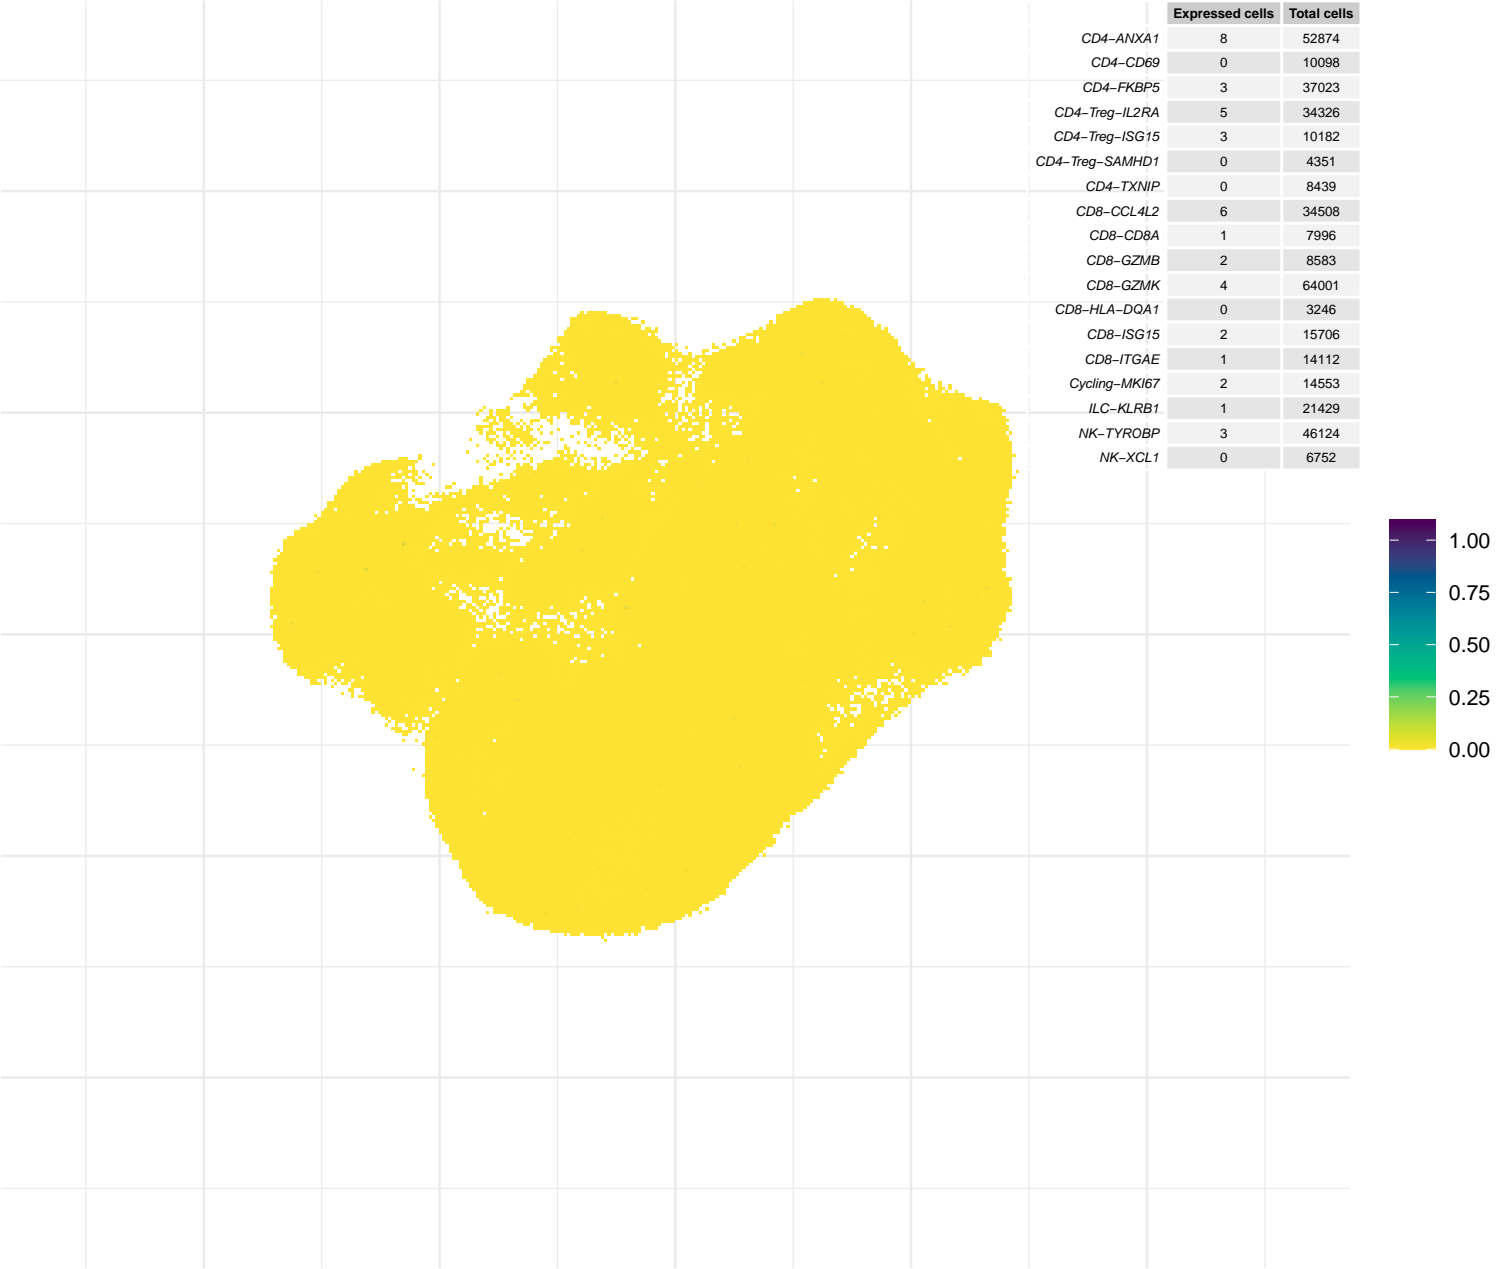 Expressed cells Total cells
CD4−ANXA1 8 52874
CD4−CD69 0 10098
CD4−FKBP5 3 37023
CD4−Treg−IL2RA 5 34326
CD4−Treg−ISG15 3 10182
CD4−Treg−SAMHD1 0 4351
CD4−TXNIP 0 8439
CD8−CCL4L2 6 34508
CD8−CD8A 1 7996
CD8−GZMB 2 8583
CD8−GZMK 4 64001
CD8−HLA−DQA1 0 3246
CD8−ISG15 2 15706
CD8−ITGAE 1 14112
Cycling−MKI67 2 14553
ILC−KLRB1 1 21429
NK−TYROBP 3 46124
NK−XCL1 0 6752
1.00
0.75
0.50
0.25
0.00